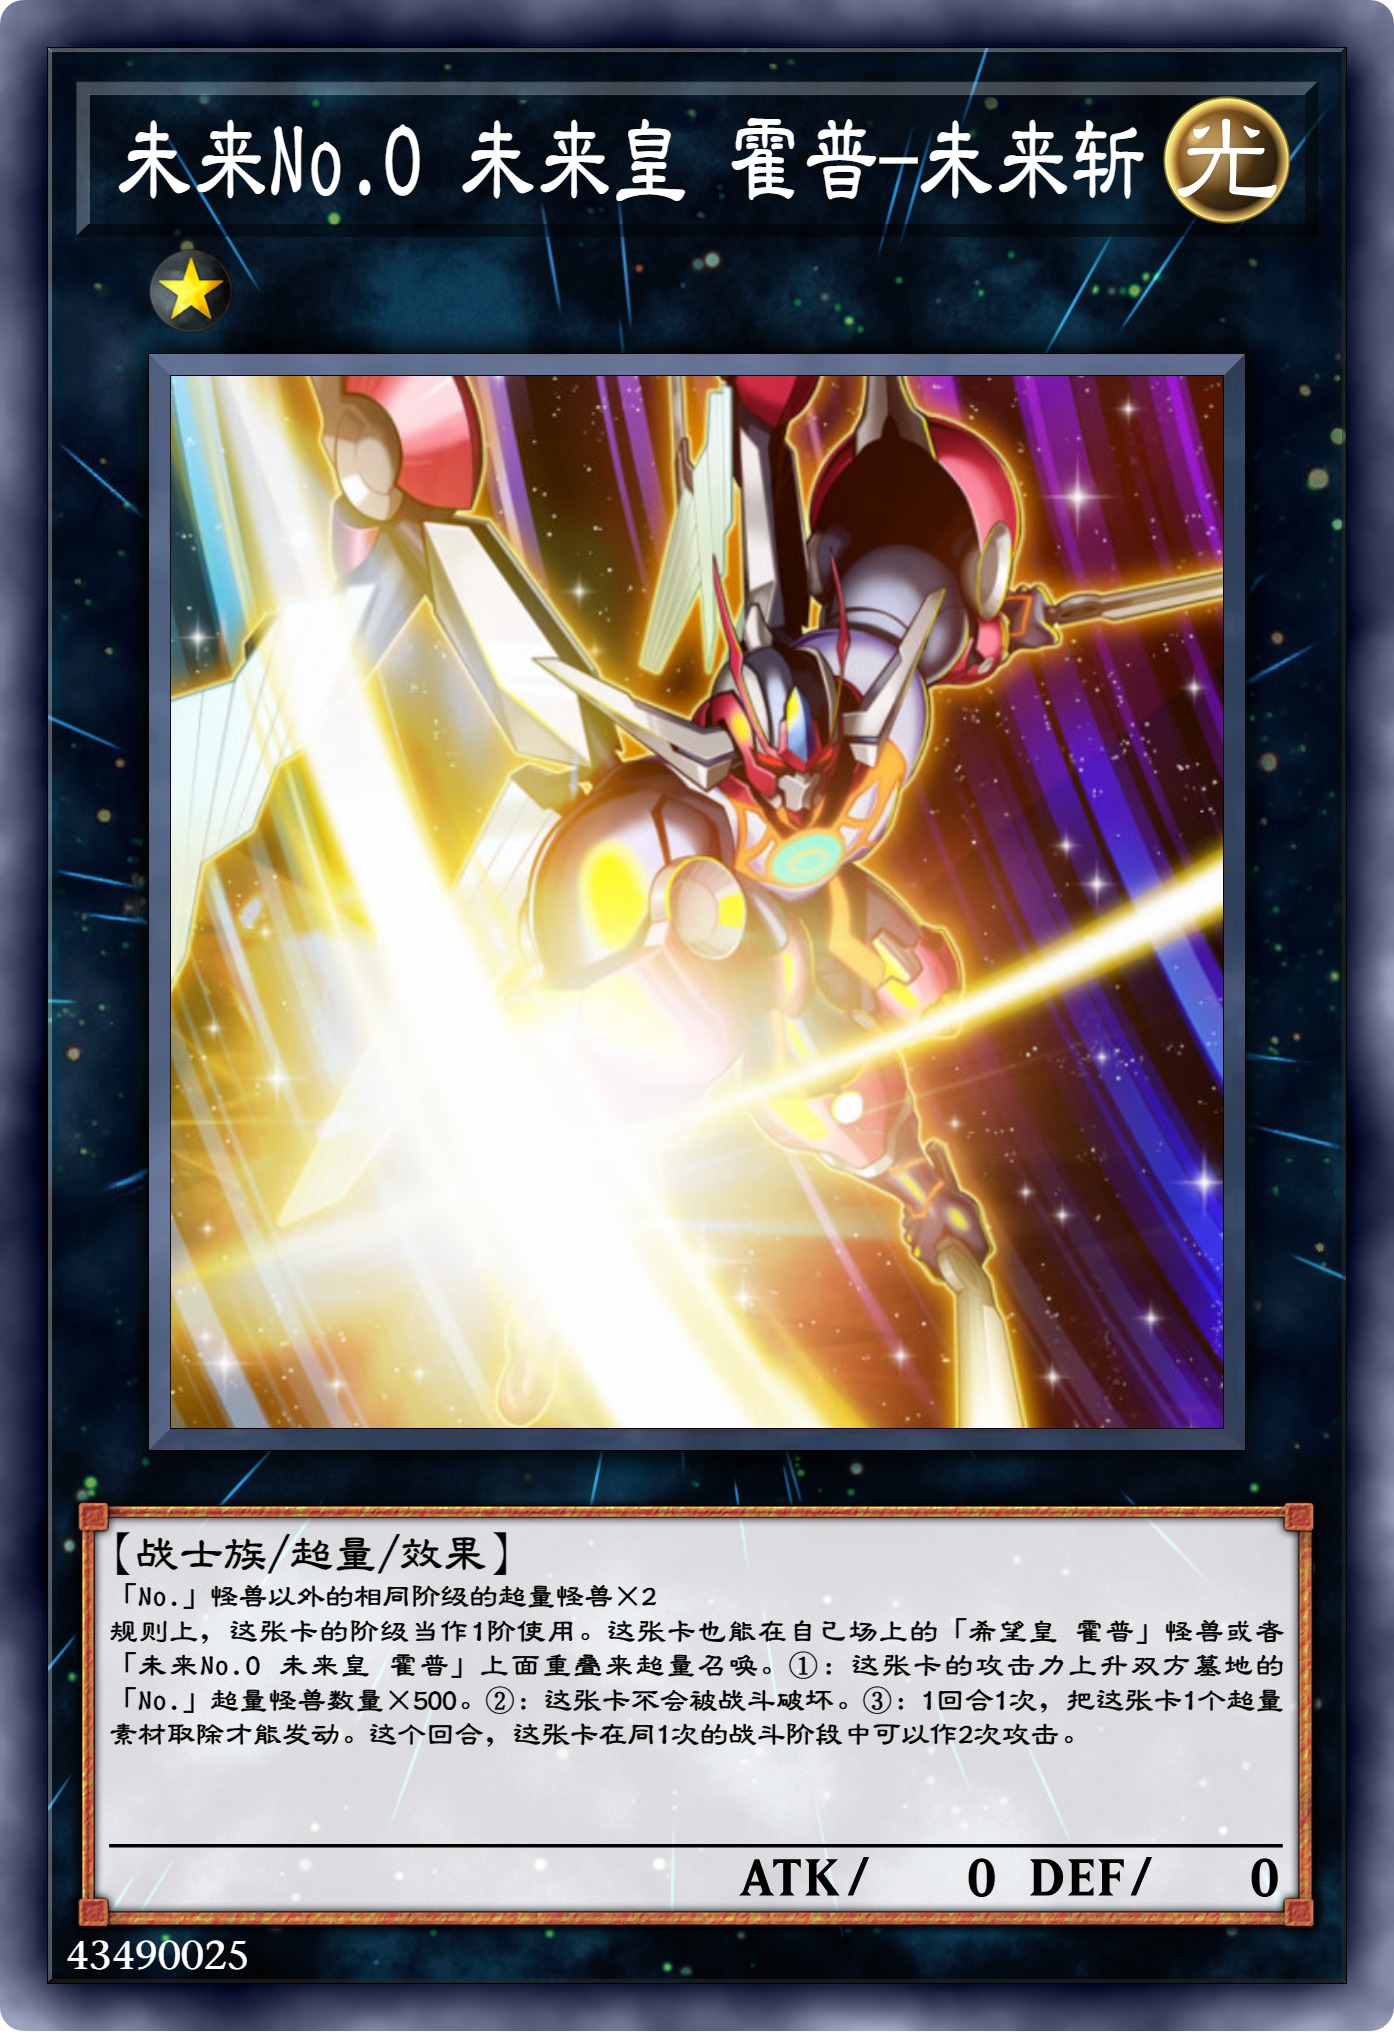 未来No.0 未来皇 霍普-未来斩 光
【战士族/超量/效果】
「No.」怪兽以外的相同阶级的超量怪兽×2
规则上，这张卡的阶级当作1阶使用。这张卡也能在自己场上的「希望皇 霍普」怪兽或者
「未来No.0 未来皇 霍普」上面重叠来超量召唤。①：这张卡的攻击力上升双方墓地的
「No.」超量怪兽数量×500。②：这张卡不会被战斗破坏。③：1回合1次，把这张卡1个超量
素材取除才能发动。这个回合，这张卡在同1次的战斗阶段中可以作2次攻击。
ATK/ 0 DEF/ 0
43490025